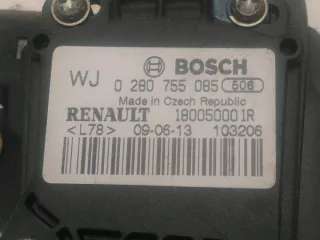 BOSCH
WJ 0 280 755 085 506
Made in Czech Republic
RENAULT 180050001R
<L78> 09-06-13 103206